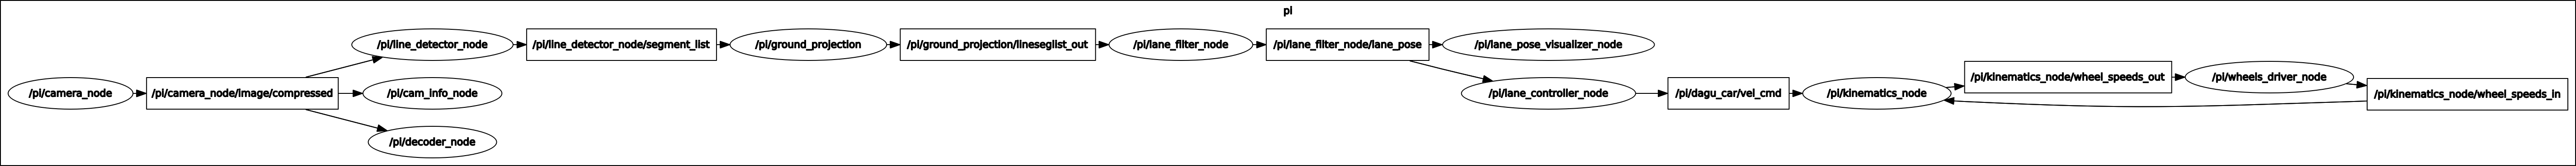 pi
/pi/camera_node
/pi/camera_node/image/compressed
/pi/line_detector_node
/pi/cam_info_node
/pi/decoder_node
/pi/line_detector_node/segment_list
/pi/ground_projection
/pi/ground_projection/lineseglist_out
/pi/lane_filter_node
/pi/lane_filter_node/lane_pose
/pi/lane_pose_visualizer_node
/pi/lane_controller_node
/pi/dagu_car/vel_cmd
/pi/kinematics_node
/pi/kinematics_node/wheel_speeds_out
/pi/wheels_driver_node
/pi/kinematics_node/wheel_speeds_in